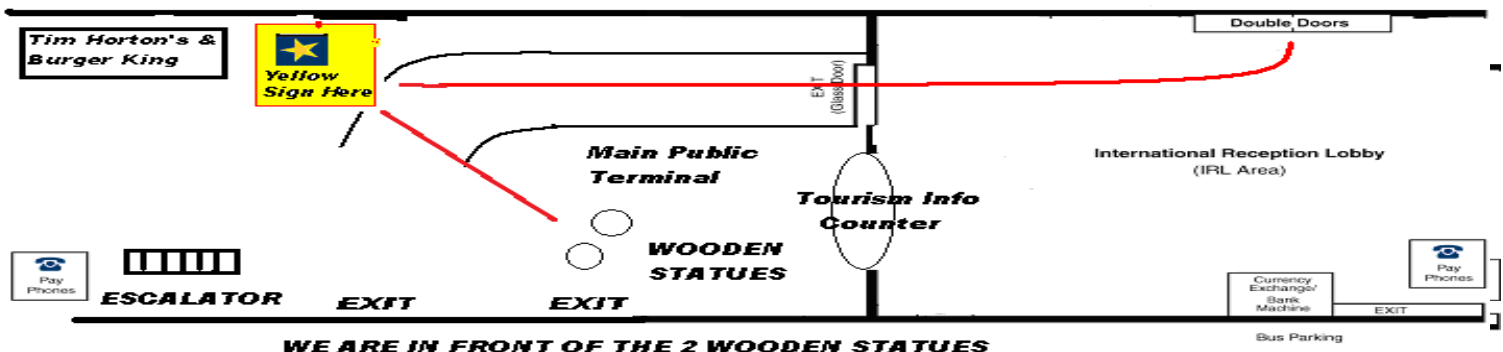 Tim Horton's &
Burger King
Yellow
Sign Here
EXIT
(Glass Door)
Double Doors
Main Public
Terminal
International Reception Lobby
(IRL Area)
Tourism Info
Counter
WOODEN
STATUES
Pay
Phones
ESCALATOR
EXIT
EXIT
Currency
Exchange/
Bank
Machine
EXIT
Pay
Phones
Bus Parking
WE ARE IN FRONT OF THE 2 WOODEN STATUES